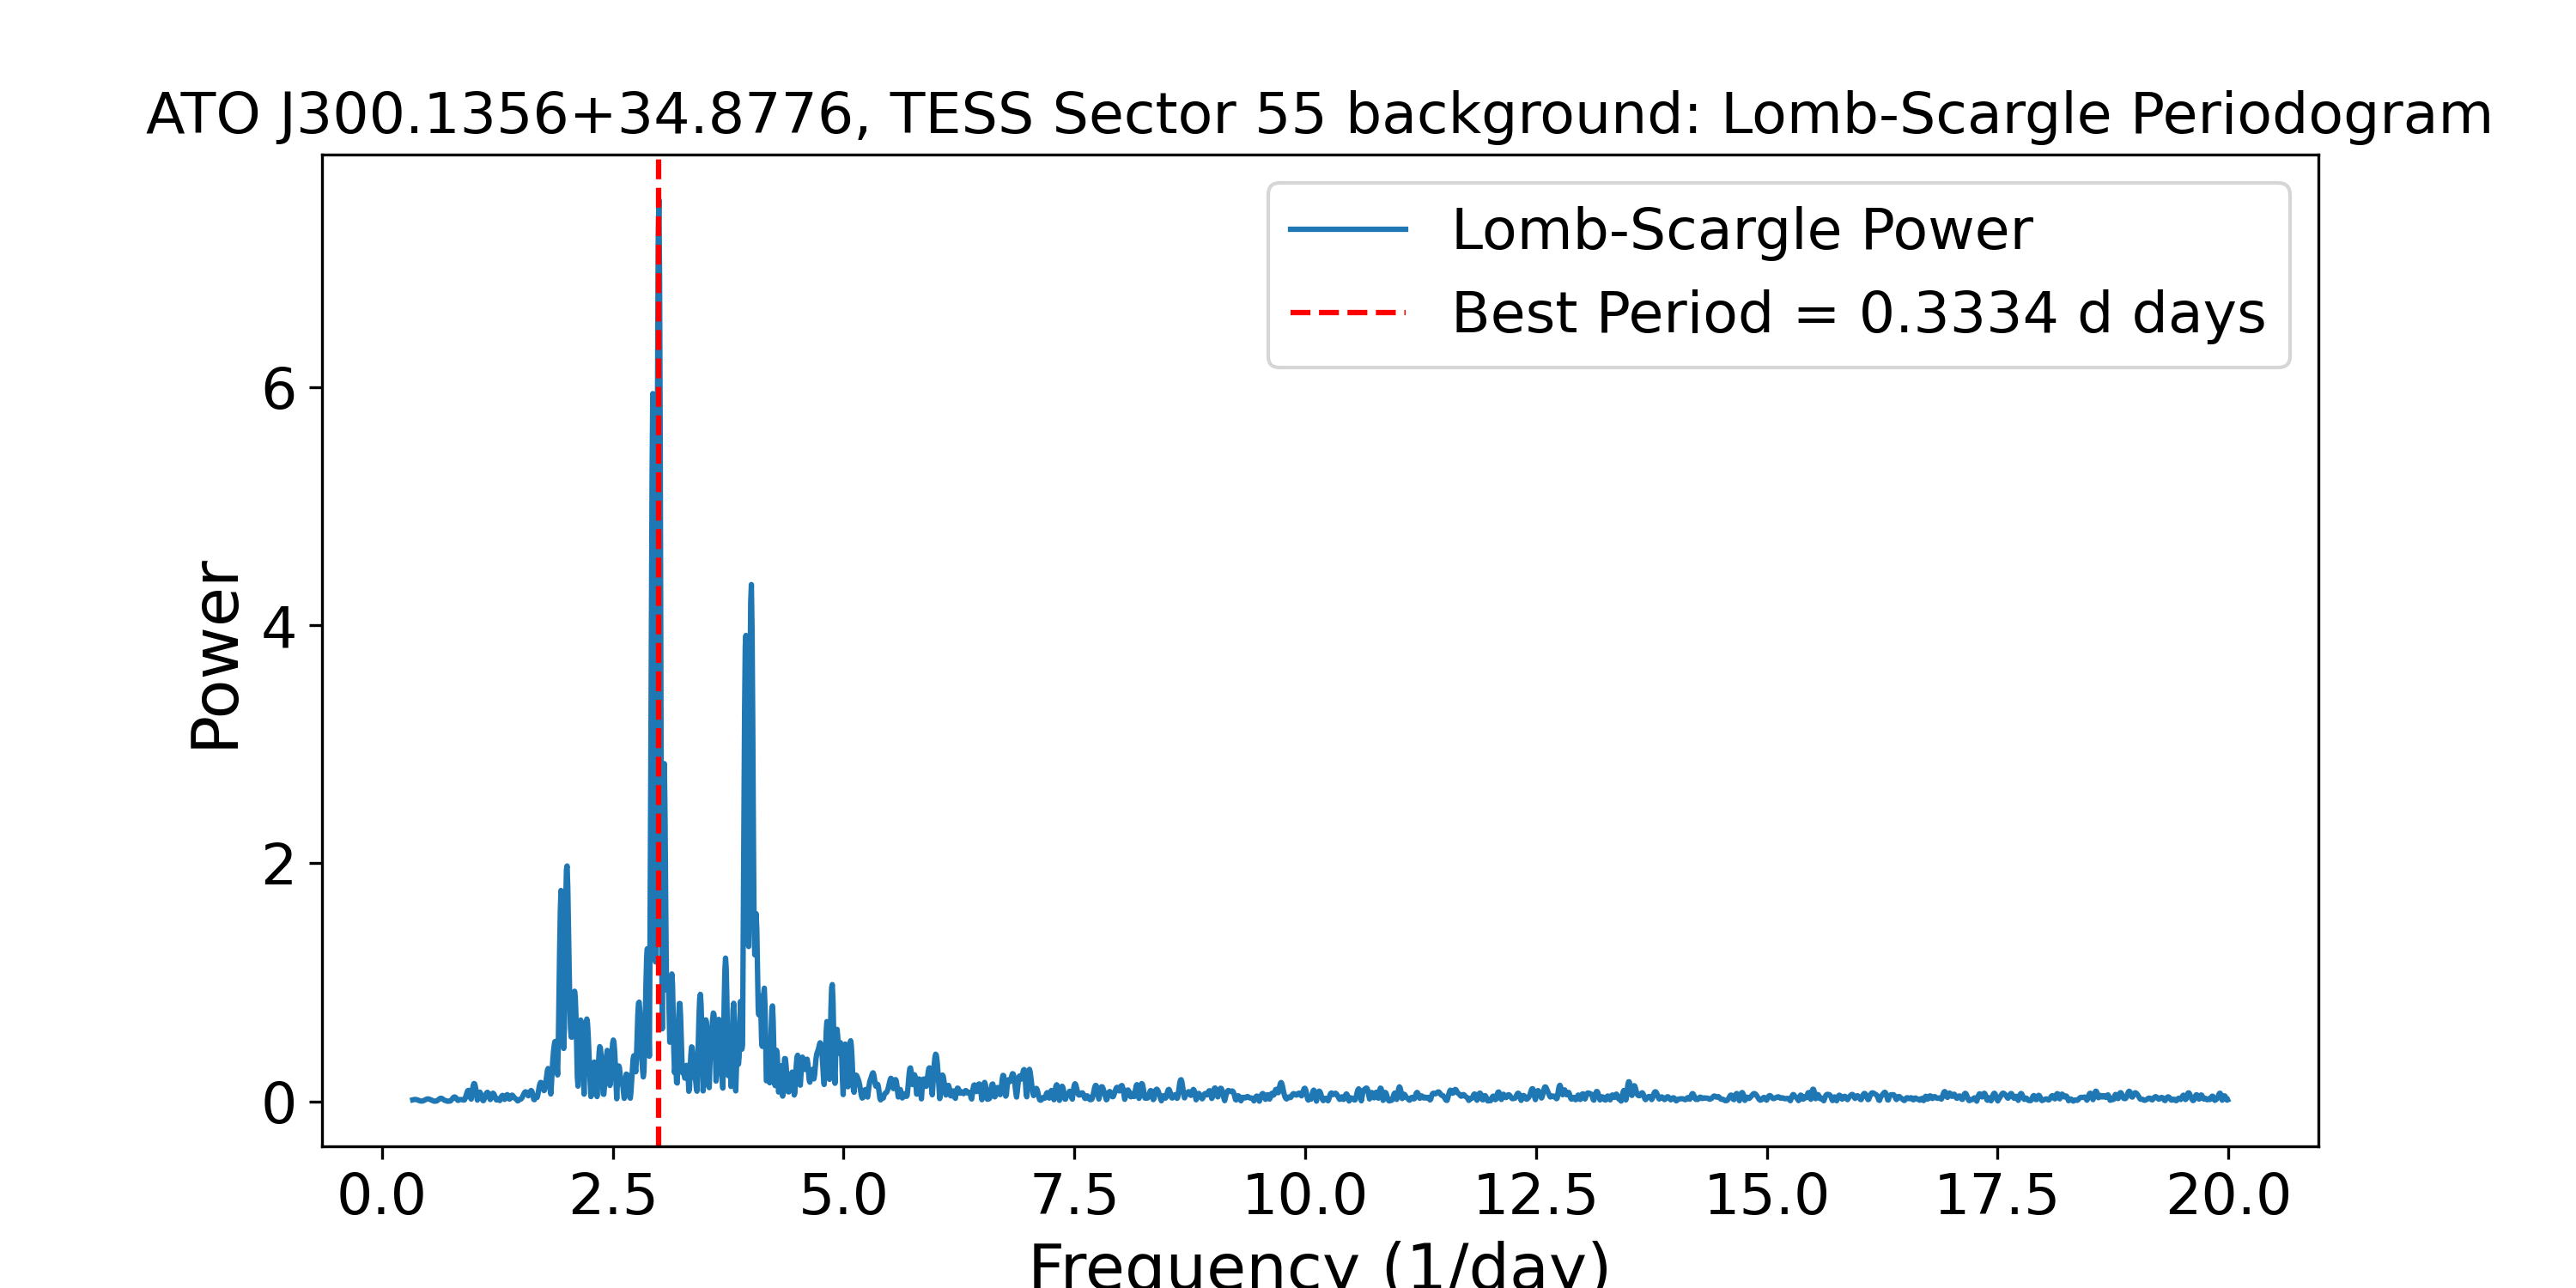 ATO J300.1356+34.8776, TESS Sector 55 background: Lomb-Scargle Periodogram
Lomb-Scargle Power
Best Period = 0.3334 d days
Power
6
4
2
0
0.0 2.5 5.0 7.5 10.0 12.5 15.0 17.5 20.0
Frequency (1/day)